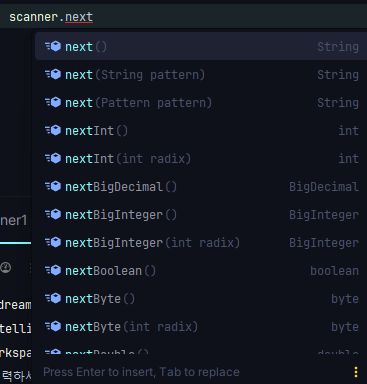 scanner.next
next() String
next(String pattern) String
next(Pattern pattern) String
nextInt() int
nextInt(int radix) int
nextBigDecimal() BigDecimal
nextBigInteger() BigInteger
nextBigInteger(int radix) BigInteger
nextBoolean() boolean
nextByte() byte
nextByte(int radix) byte
nextDouble() double
Press Enter to insert, Tab to replace
ner1
dream
telli
rkspa
력하시